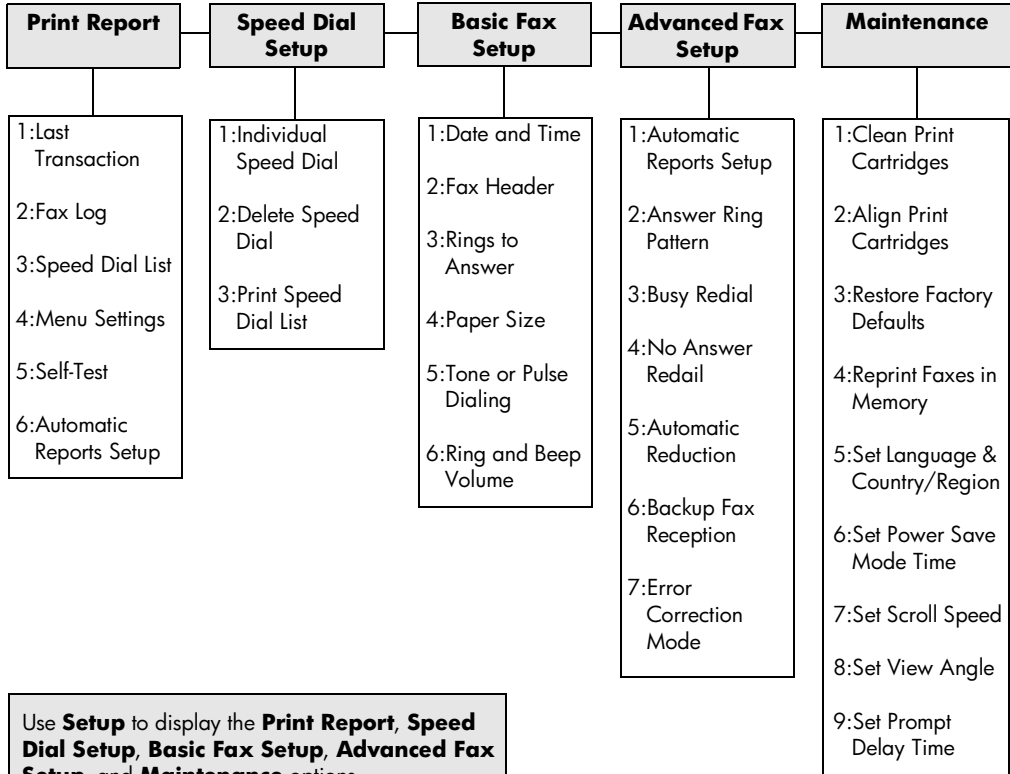 Print Report
Speed Dial
Setup
Basic Fax
Setup
Advanced Fax
Setup
Maintenance
1:Last
Transaction
2:Fax Log
3:Speed Dial List
4:Menu Settings
5:Self-Test
6:Automatic
Reports Setup
1:Individual
Speed Dial
2:Delete Speed
Dial
3:Print Speed
Dial List
1:Date and Time
2:Fax Header
3:Rings to
Answer
4:Paper Size
5:Tone or Pulse
Dialing
6:Ring and Beep
Volume
1:Automatic
Reports Setup
2:Answer Ring
Pattern
3:Busy Redial
4:No Answer
Redail
5:Automatic
Reduction
6:Backup Fax
Reception
7:Error
Correction
Mode
1:Clean Print
Cartridges
2:Align Print
Cartridges
3:Restore Factory
Defaults
4:Reprint Faxes in
Memory
5:Set Language &
Country/Region
6:Set Power Save
Mode Time
7:Set Scroll Speed
8:Set View Angle
9:Set Prompt
Delay Time
Use Setup to display the Print Report, Speed
Dial Setup, Basic Fax Setup, Advanced Fax
Setup, and Maintenance options.